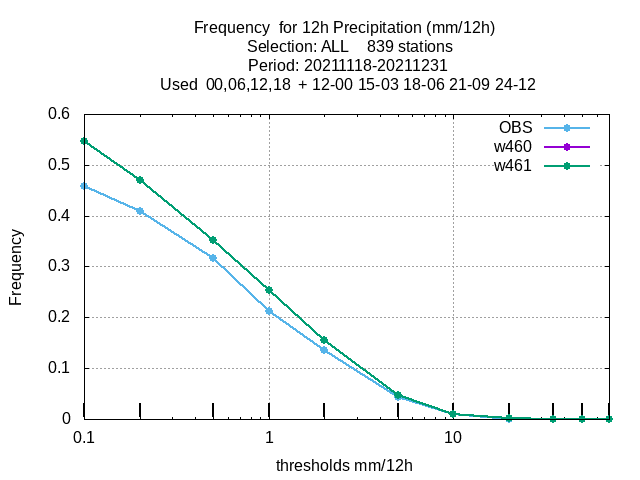 Frequency  for 12h Precipitation (mm/12h)
Selection: ALL    839 stations
Period: 20211118-20211231
Used  00,06,12,18  + 12-00 15-03 18-06 21-09 24-12
OBS
w460
w461
0.6
0.5
0.4
0.3
0.2
0.1
0
Frequency
0.1
1
10
thresholds mm/12h